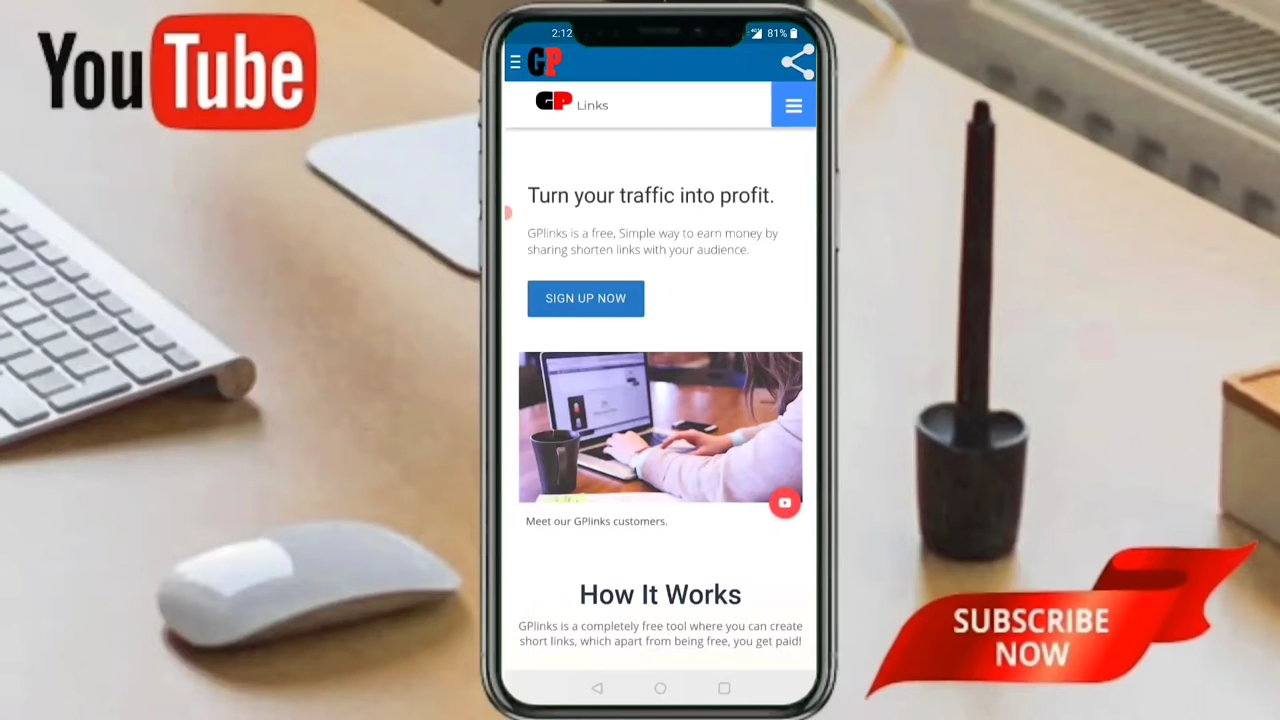 YouTube
2:12
81%
GP
GP Links
Turn your traffic into profit.
GPlinks is a free, Simple way to earn money by
sharing shorten links with your audience.
SIGN UP NOW
Meet our GPlinks customers.
How It Works
GPlinks is a completely free tool where you can create
short links, which apart from being free, you get paid!
SUBSCRIBE
NOW